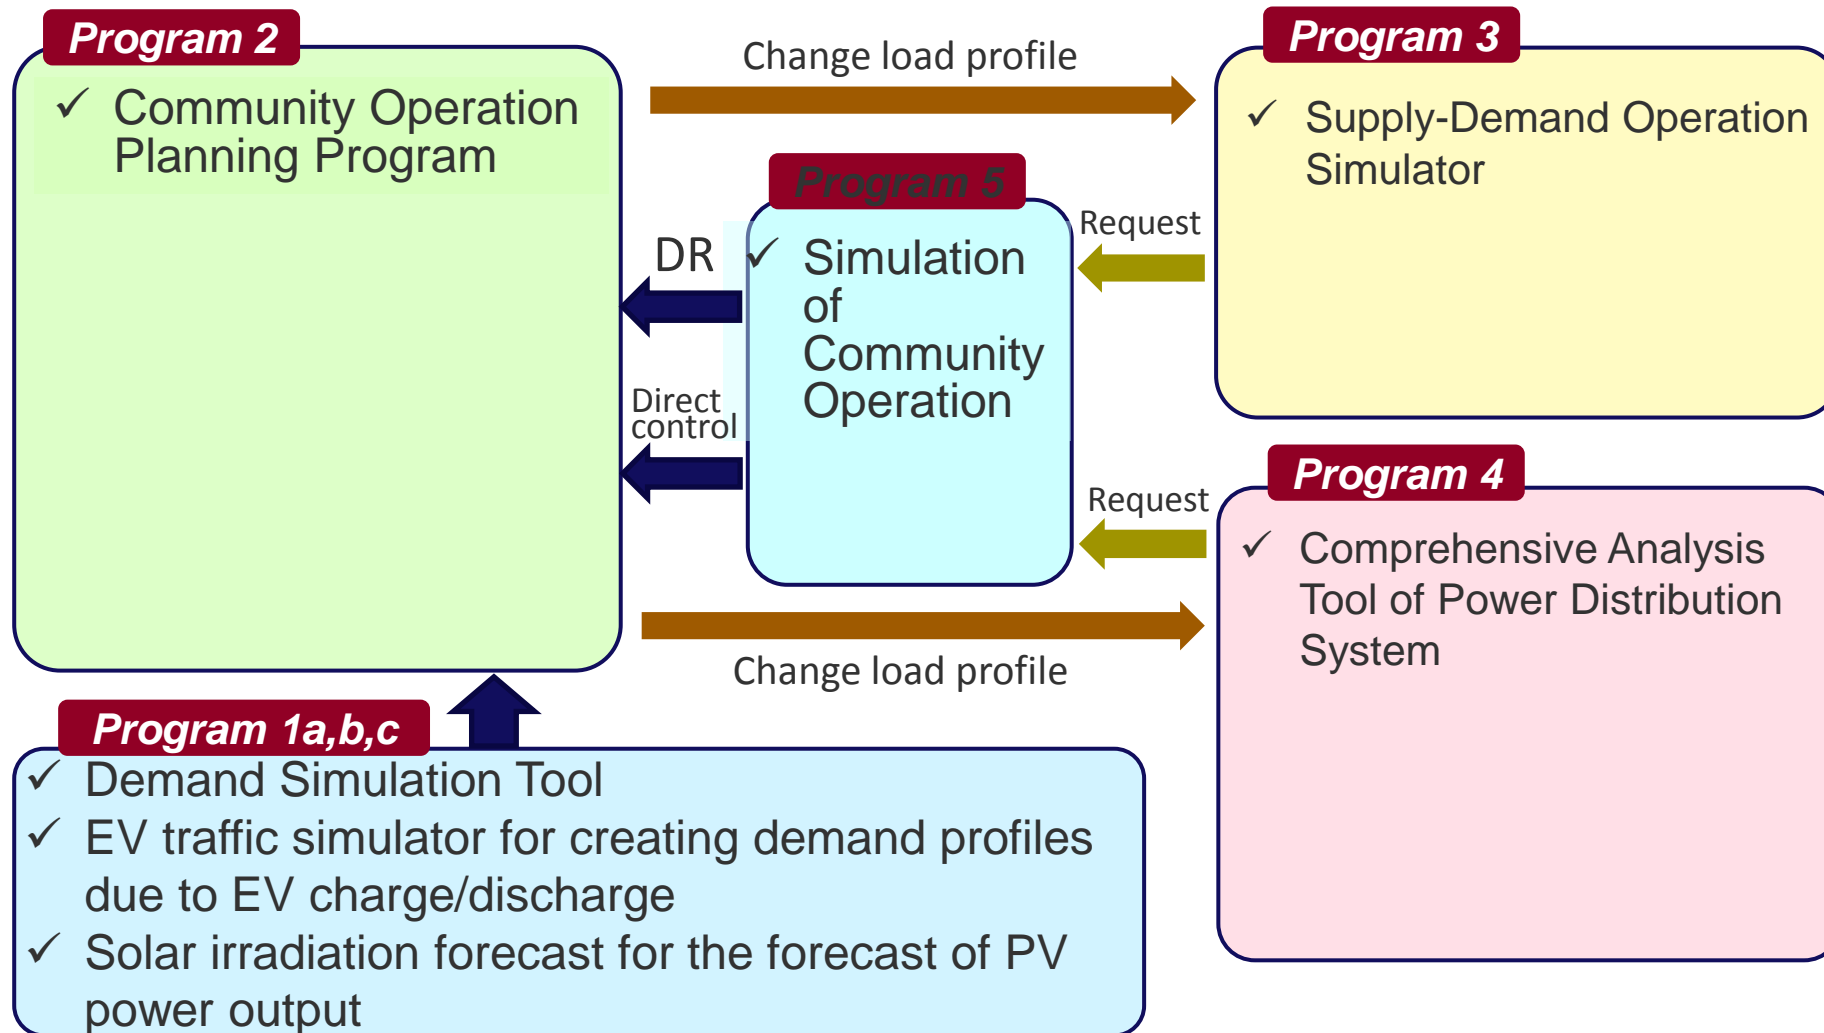 Program 2
✓ Community Operation
Planning Program
Change load profile
Program 3
✓ Supply-Demand Operation
Simulator
Program 5
✓ Simulation
of
Community
Operation
DR
Direct
control
Request
Request
Program 4
✓ Comprehensive Analysis
Tool of Power Distribution
System
Change load profile
Program 1a,b,c
✓ Demand Simulation Tool
✓ EV traffic simulator for creating demand profiles
due to EV charge/discharge
✓ Solar irradiation forecast for the forecast of PV
power output